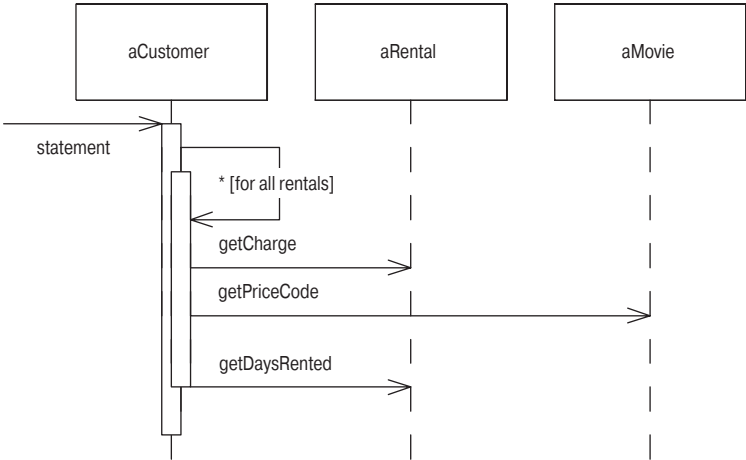 aCustomer
aRental
aMovie
statement
* [for all rentals]
getCharge
getPriceCode
getDaysRented